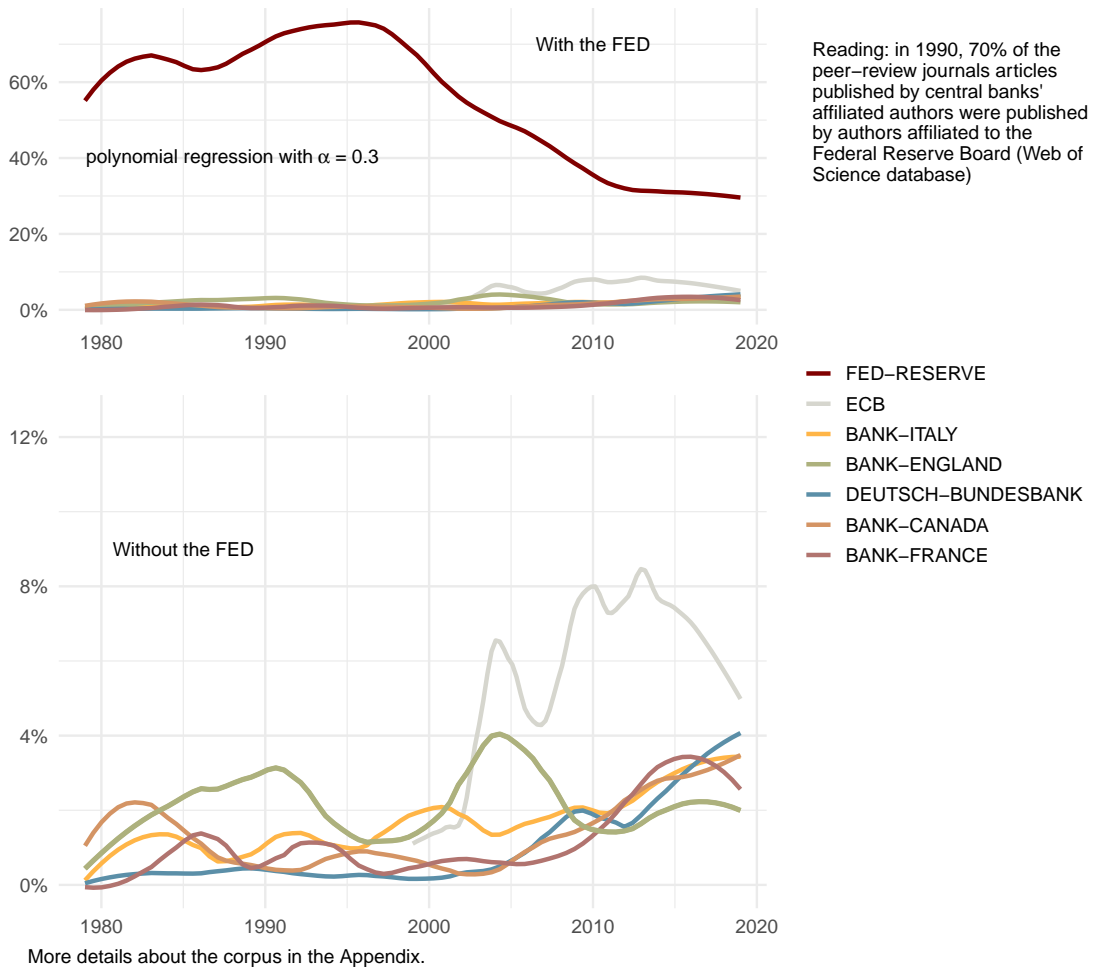 With the FED
60%
polynomial regression with α = 0.3
40%
20%
0%
1980 1990 2000 2010 2020
Reading: in 1990, 70% of the
peer−review journals articles
published by central banks'
affiliated authors were published
by authors affiliated to the
Federal Reserve Board (Web of
Science database)
FED−RESERVE
ECB
BANK−ITALY
BANK−ENGLAND
DEUTSCH−BUNDESBANK
BANK−CANADA
BANK−FRANCE
12%
Without the FED
8%
4%
0%
1980 1990 2000 2010 2020
More details about the corpus in the Appendix.